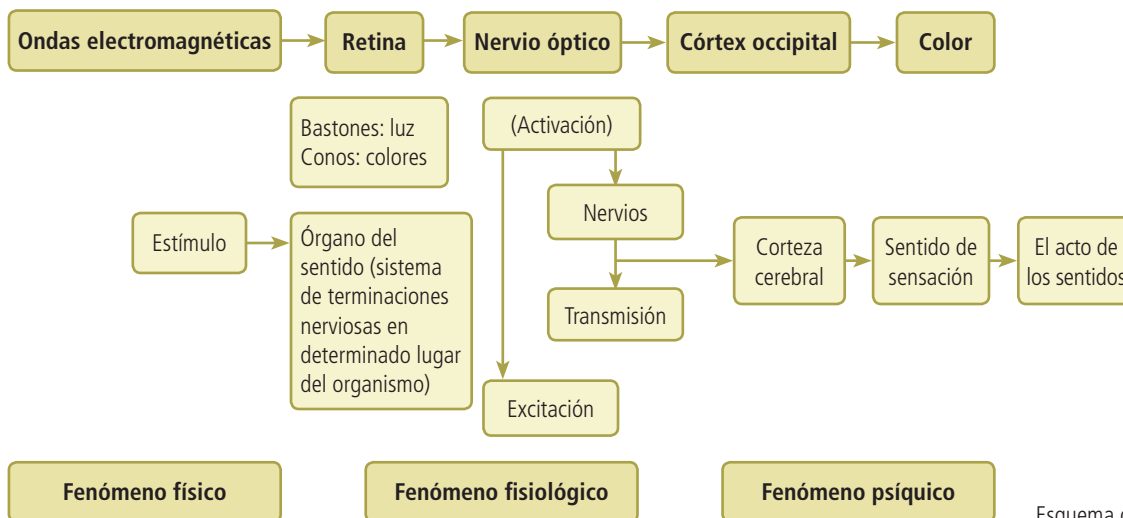 Ondas electromagnéticas
Retina
Nervio óptico
Córtex occipital
Color
Bastones: luz
Conos: colores
(Activación)
Nervios
Estímulo
Órgano del
sentido (sistema
de terminaciones
nerviosas en
determinado lugar
del organismo)
Corteza
cerebral
Sentido de
sensación
El acto de
los sentidos
Transmisión
Excitación
Fenómeno físico
Fenómeno fisiológico
Fenómeno psíquico
Esquema